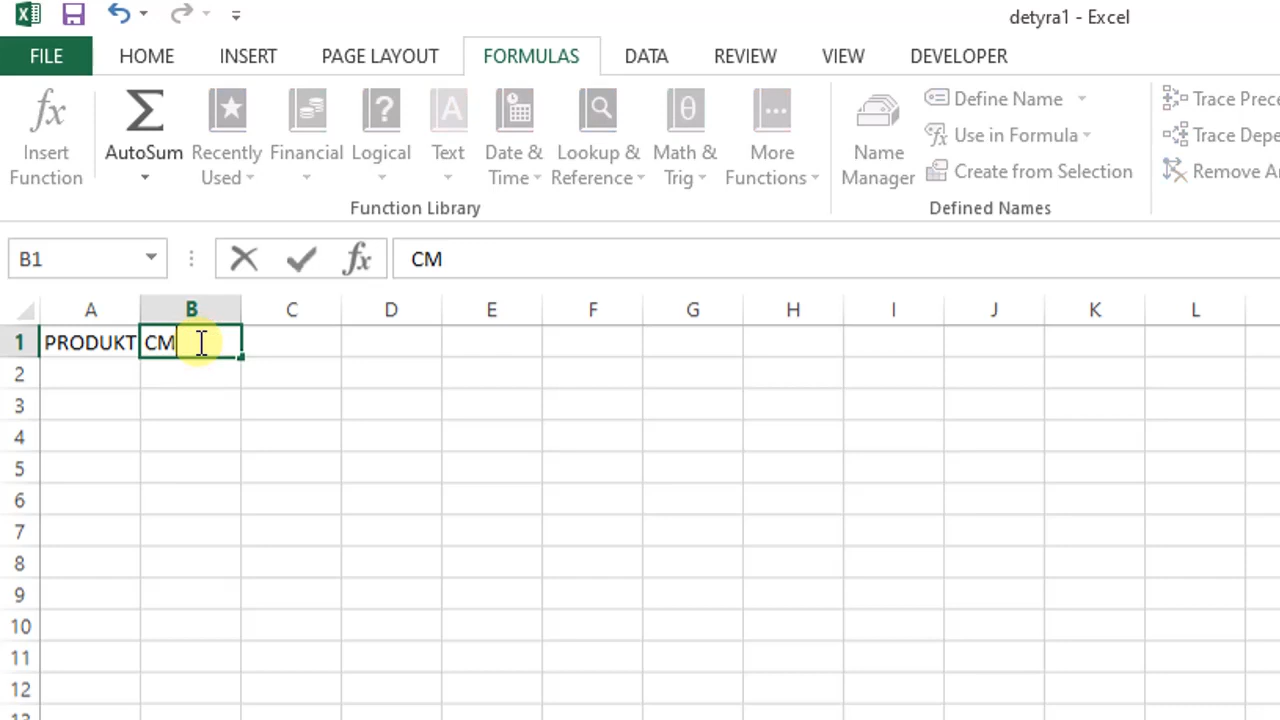 detyra1 - Excel
FILE HOME INSERT PAGE LAYOUT FORMULAS DATA REVIEW VIEW DEVELOPER
fx Σ ? A θ
Insert Function
AutoSum
Recently Used
Financial
Logical
Text
Date & Time
Lookup & Reference
Math & Trig
More Functions
Function Library
Name Manager
Define Name
Use in Formula
Create from Selection
Defined Names
Trace Prece
Trace Depe
Remove Ar
B1 fx CM
A B C D E F G H I J K L
1 PRODUKT CM
2
3
4
5
6
7
8
9
10
11
12
13